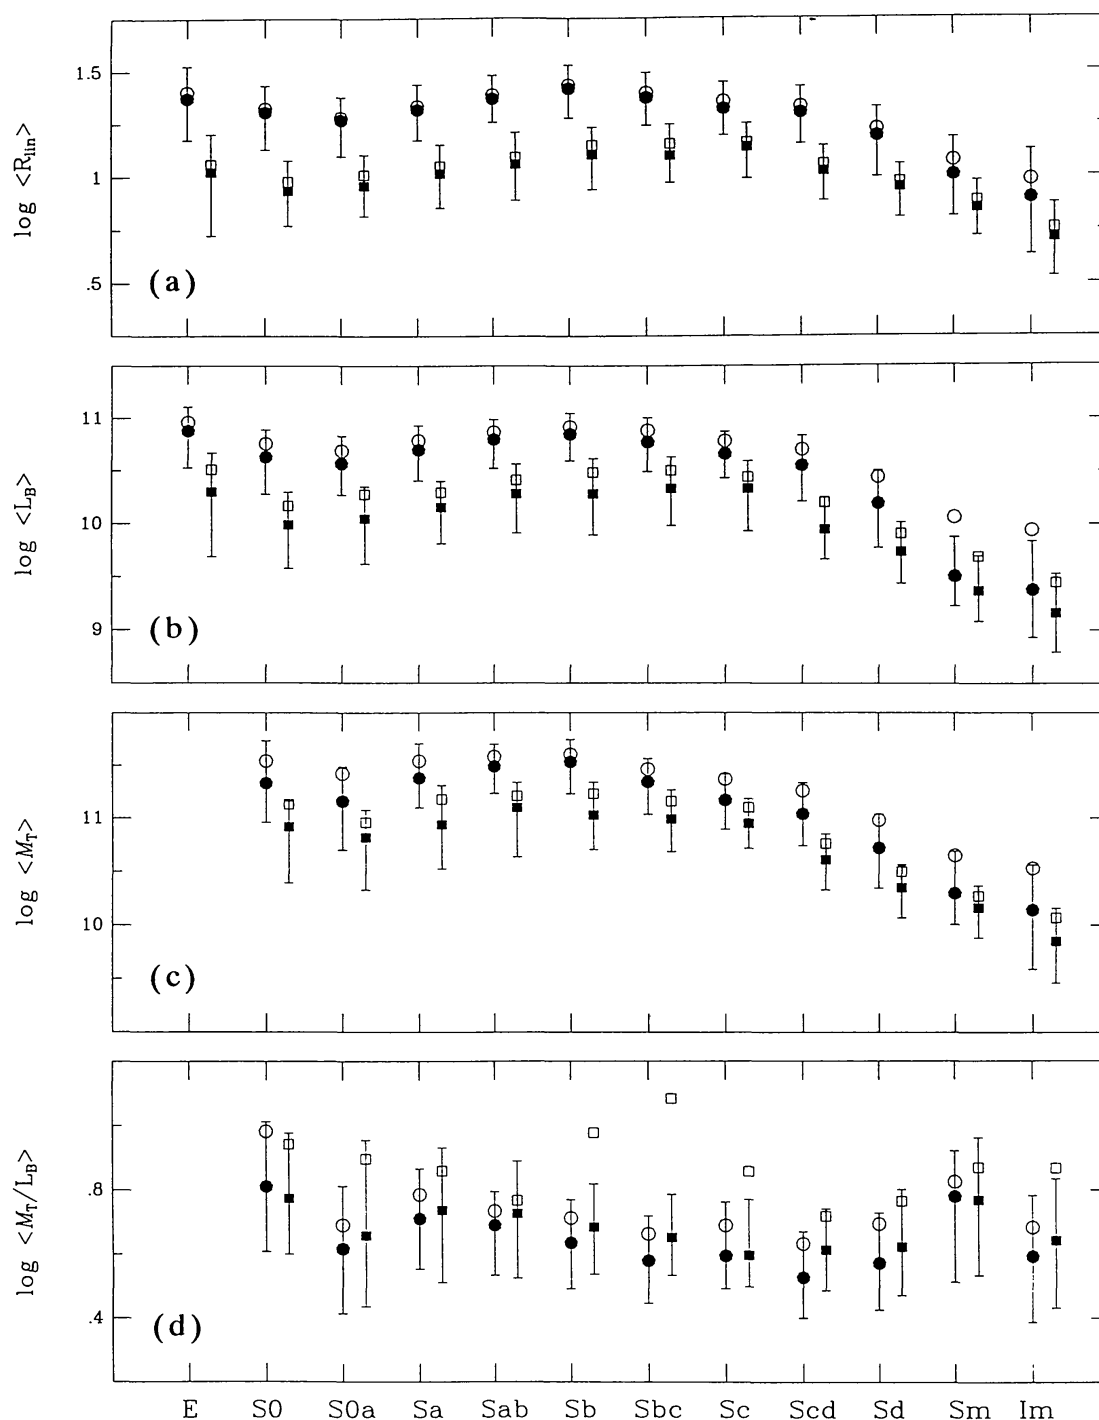 1.5
1
.5
log <R_lin>
(a)
11
10
9
log <L_B>
(b)
11
10
log <M_T>
(c)
.8
.4
log <M_T/L_B>
(d)
E S0 S0a Sa Sab Sb Sbc Sc Scd Sd Sm Im